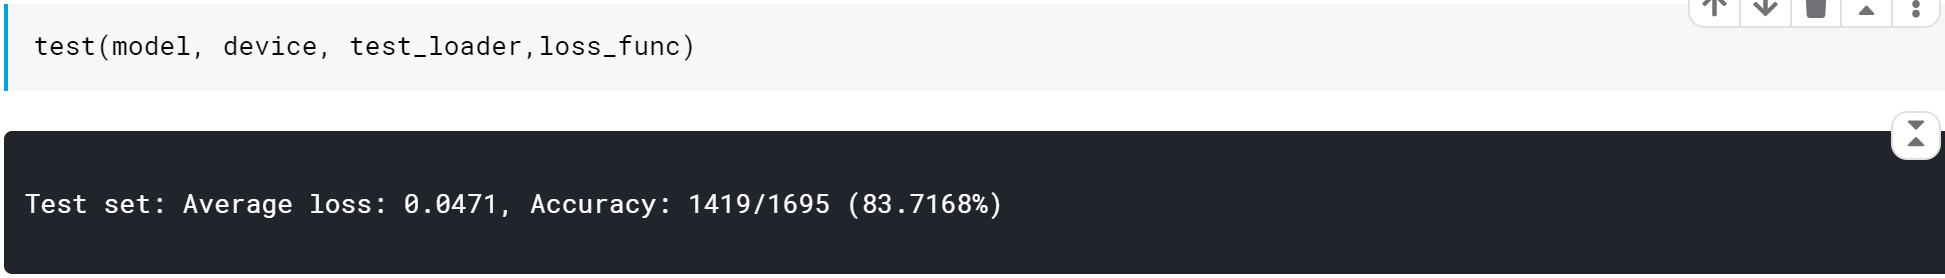 test(model, device, test_loader,loss_func)
Test set: Average loss: 0.0471, Accuracy: 1419/1695 (83.7168%)